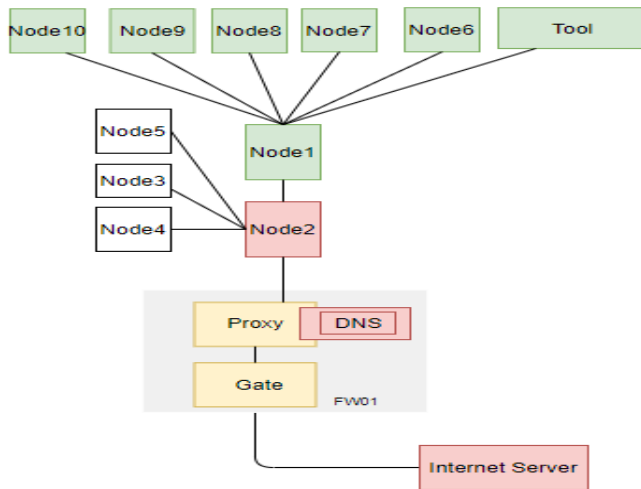 Node10
Node9
Node8
Node7
Node6
Tool
Node5
Node1
Node3
Node4
Node2
Proxy
DNS
Gate
FW01
Internet Server